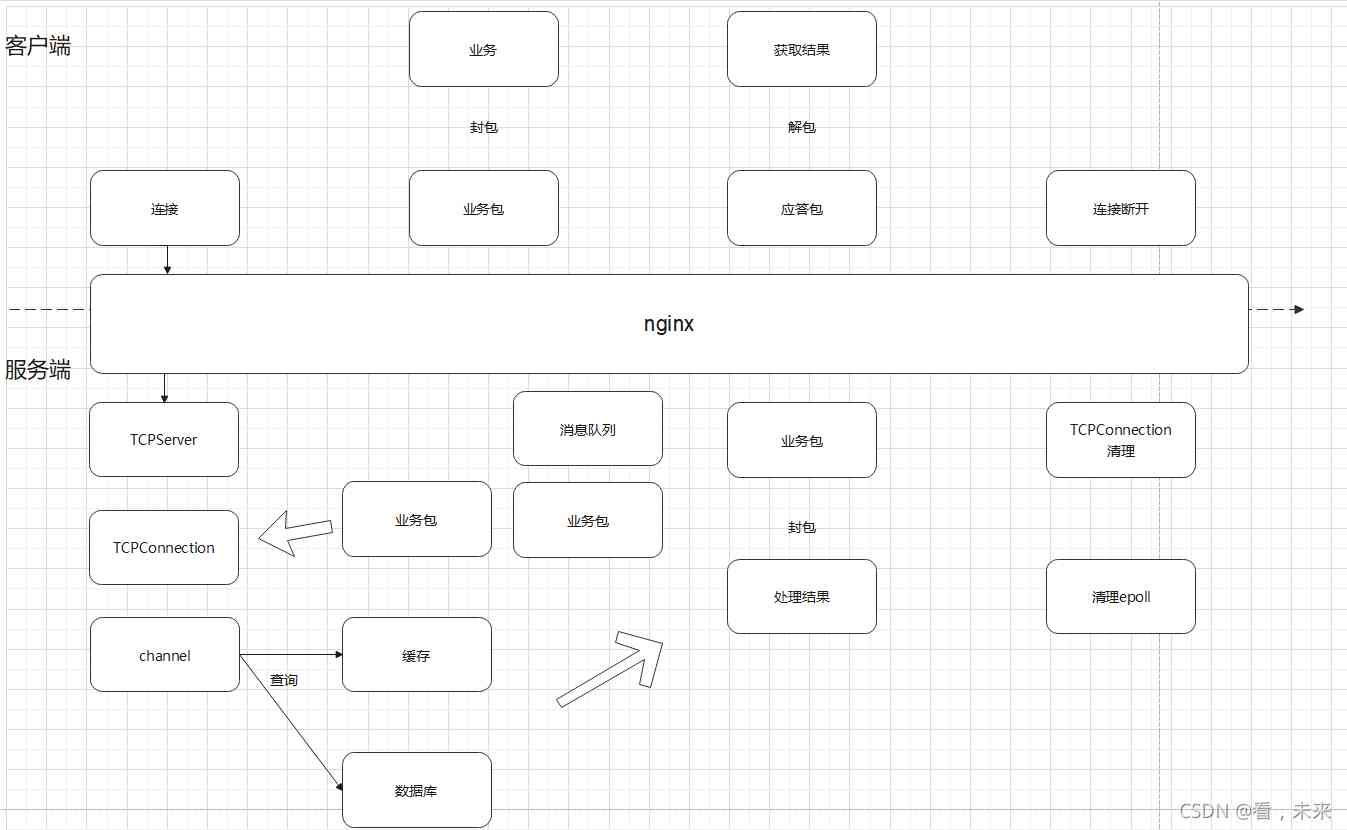 客户端
业务
获取结果
封包
解包
连接
业务包
应答包
连接断开
nginx
服务端
TCPServer
消息队列
业务包
TCPConnection
清理
TCPConnection
业务包
业务包
封包
处理结果
清理epoll
channel
查询
缓存
数据库
CSDN @看，未来